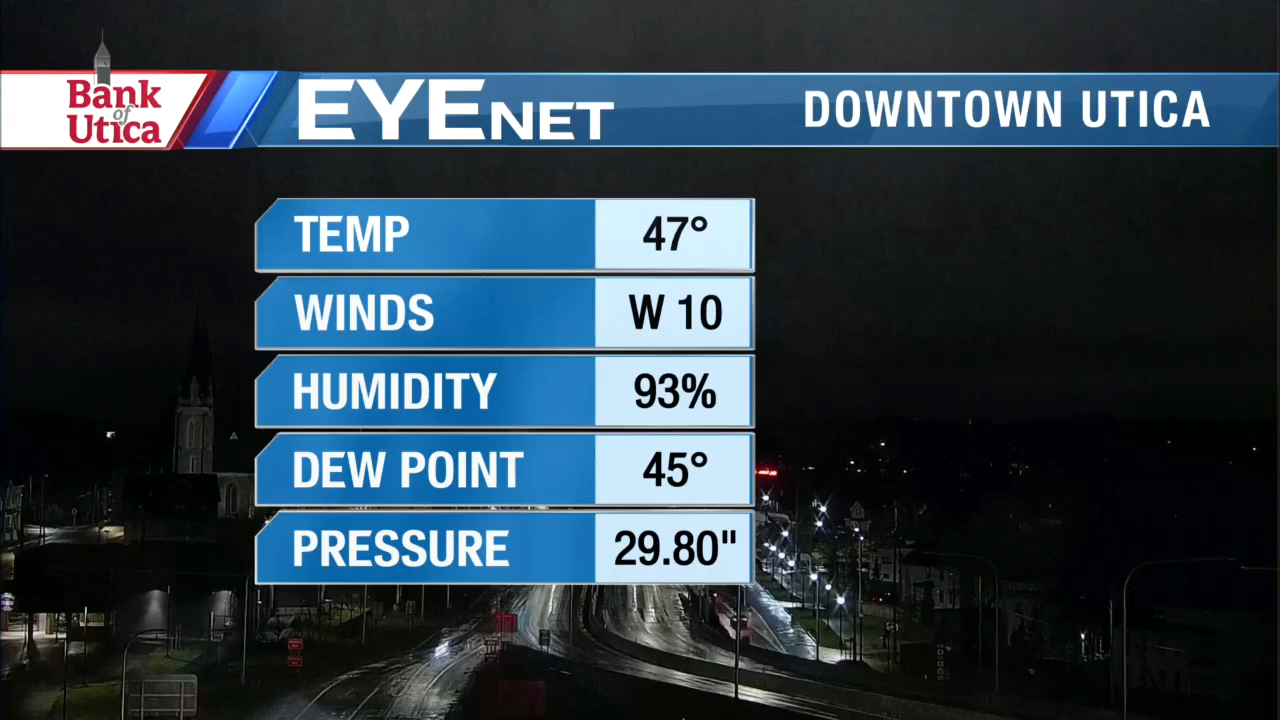 Bank
of
Utica
EYENET
DOWNTOWN UTICA
TEMP 47°
WINDS W 10
HUMIDITY 93%
DEW POINT 45°
PRESSURE 29.80"